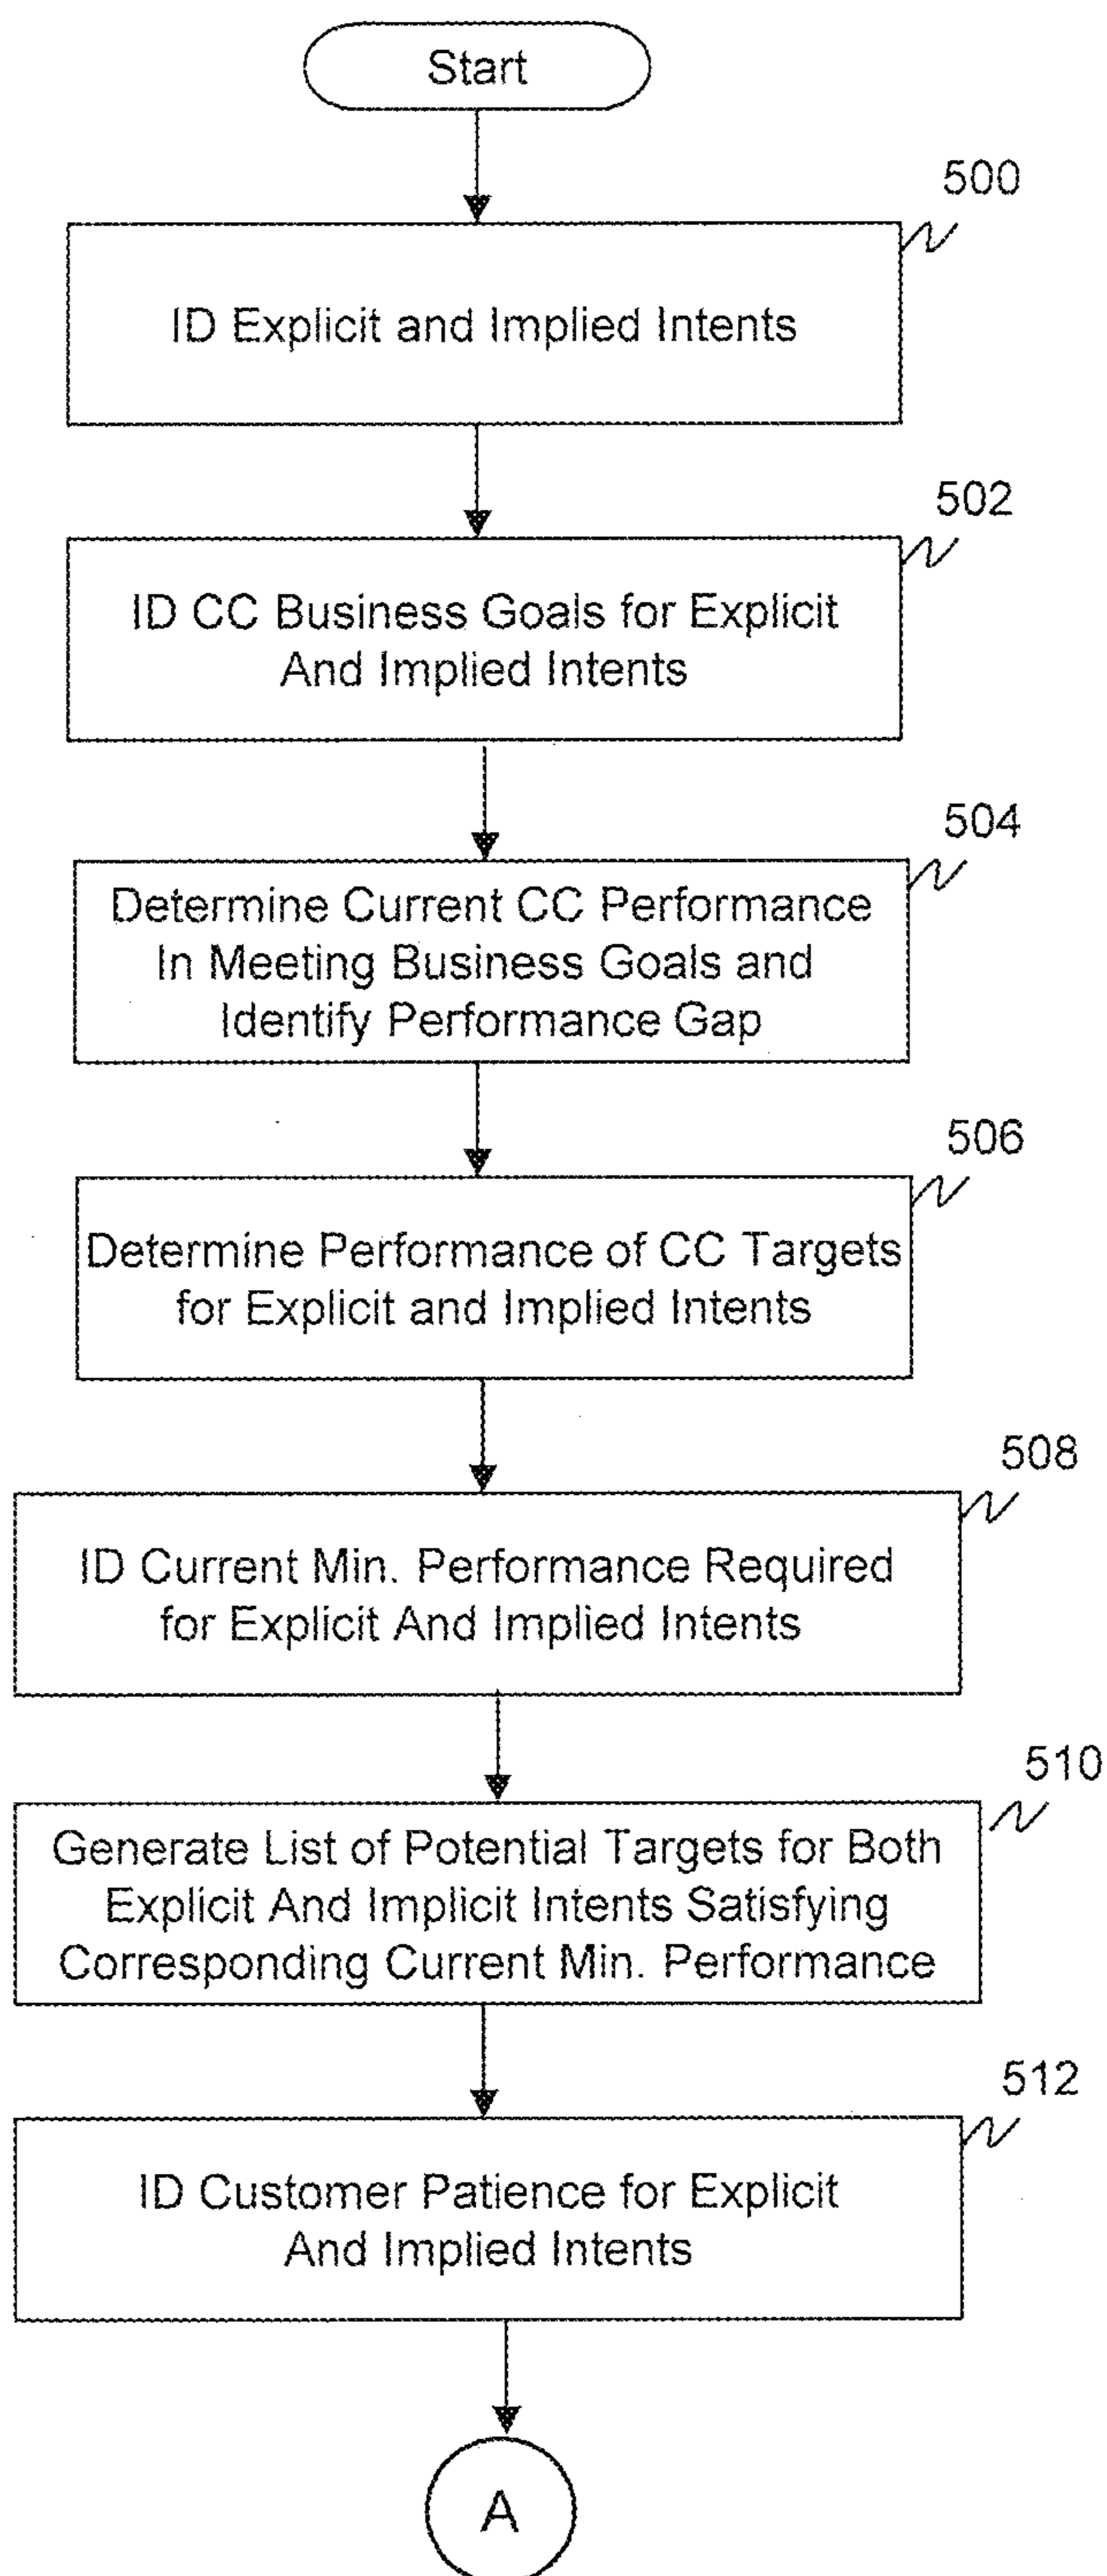 Start
500
ID Explicit and Implied Intents
502
ID CC Business Goals for Explicit
And Implied Intents
504
Determine Current CC Performance
In Meeting Business Goals and
Identify Performance Gap
506
Determine Performance of CC Targets
for Explicit and Implied Intents
508
ID Current Min. Performance Required
for Explicit And Implied Intents
510
Generate List of Potential Targets for Both
Explicit And Implicit Intents Satisfying
Corresponding Current Min. Performance
512
ID Customer Patience for Explicit
And Implied Intents
A